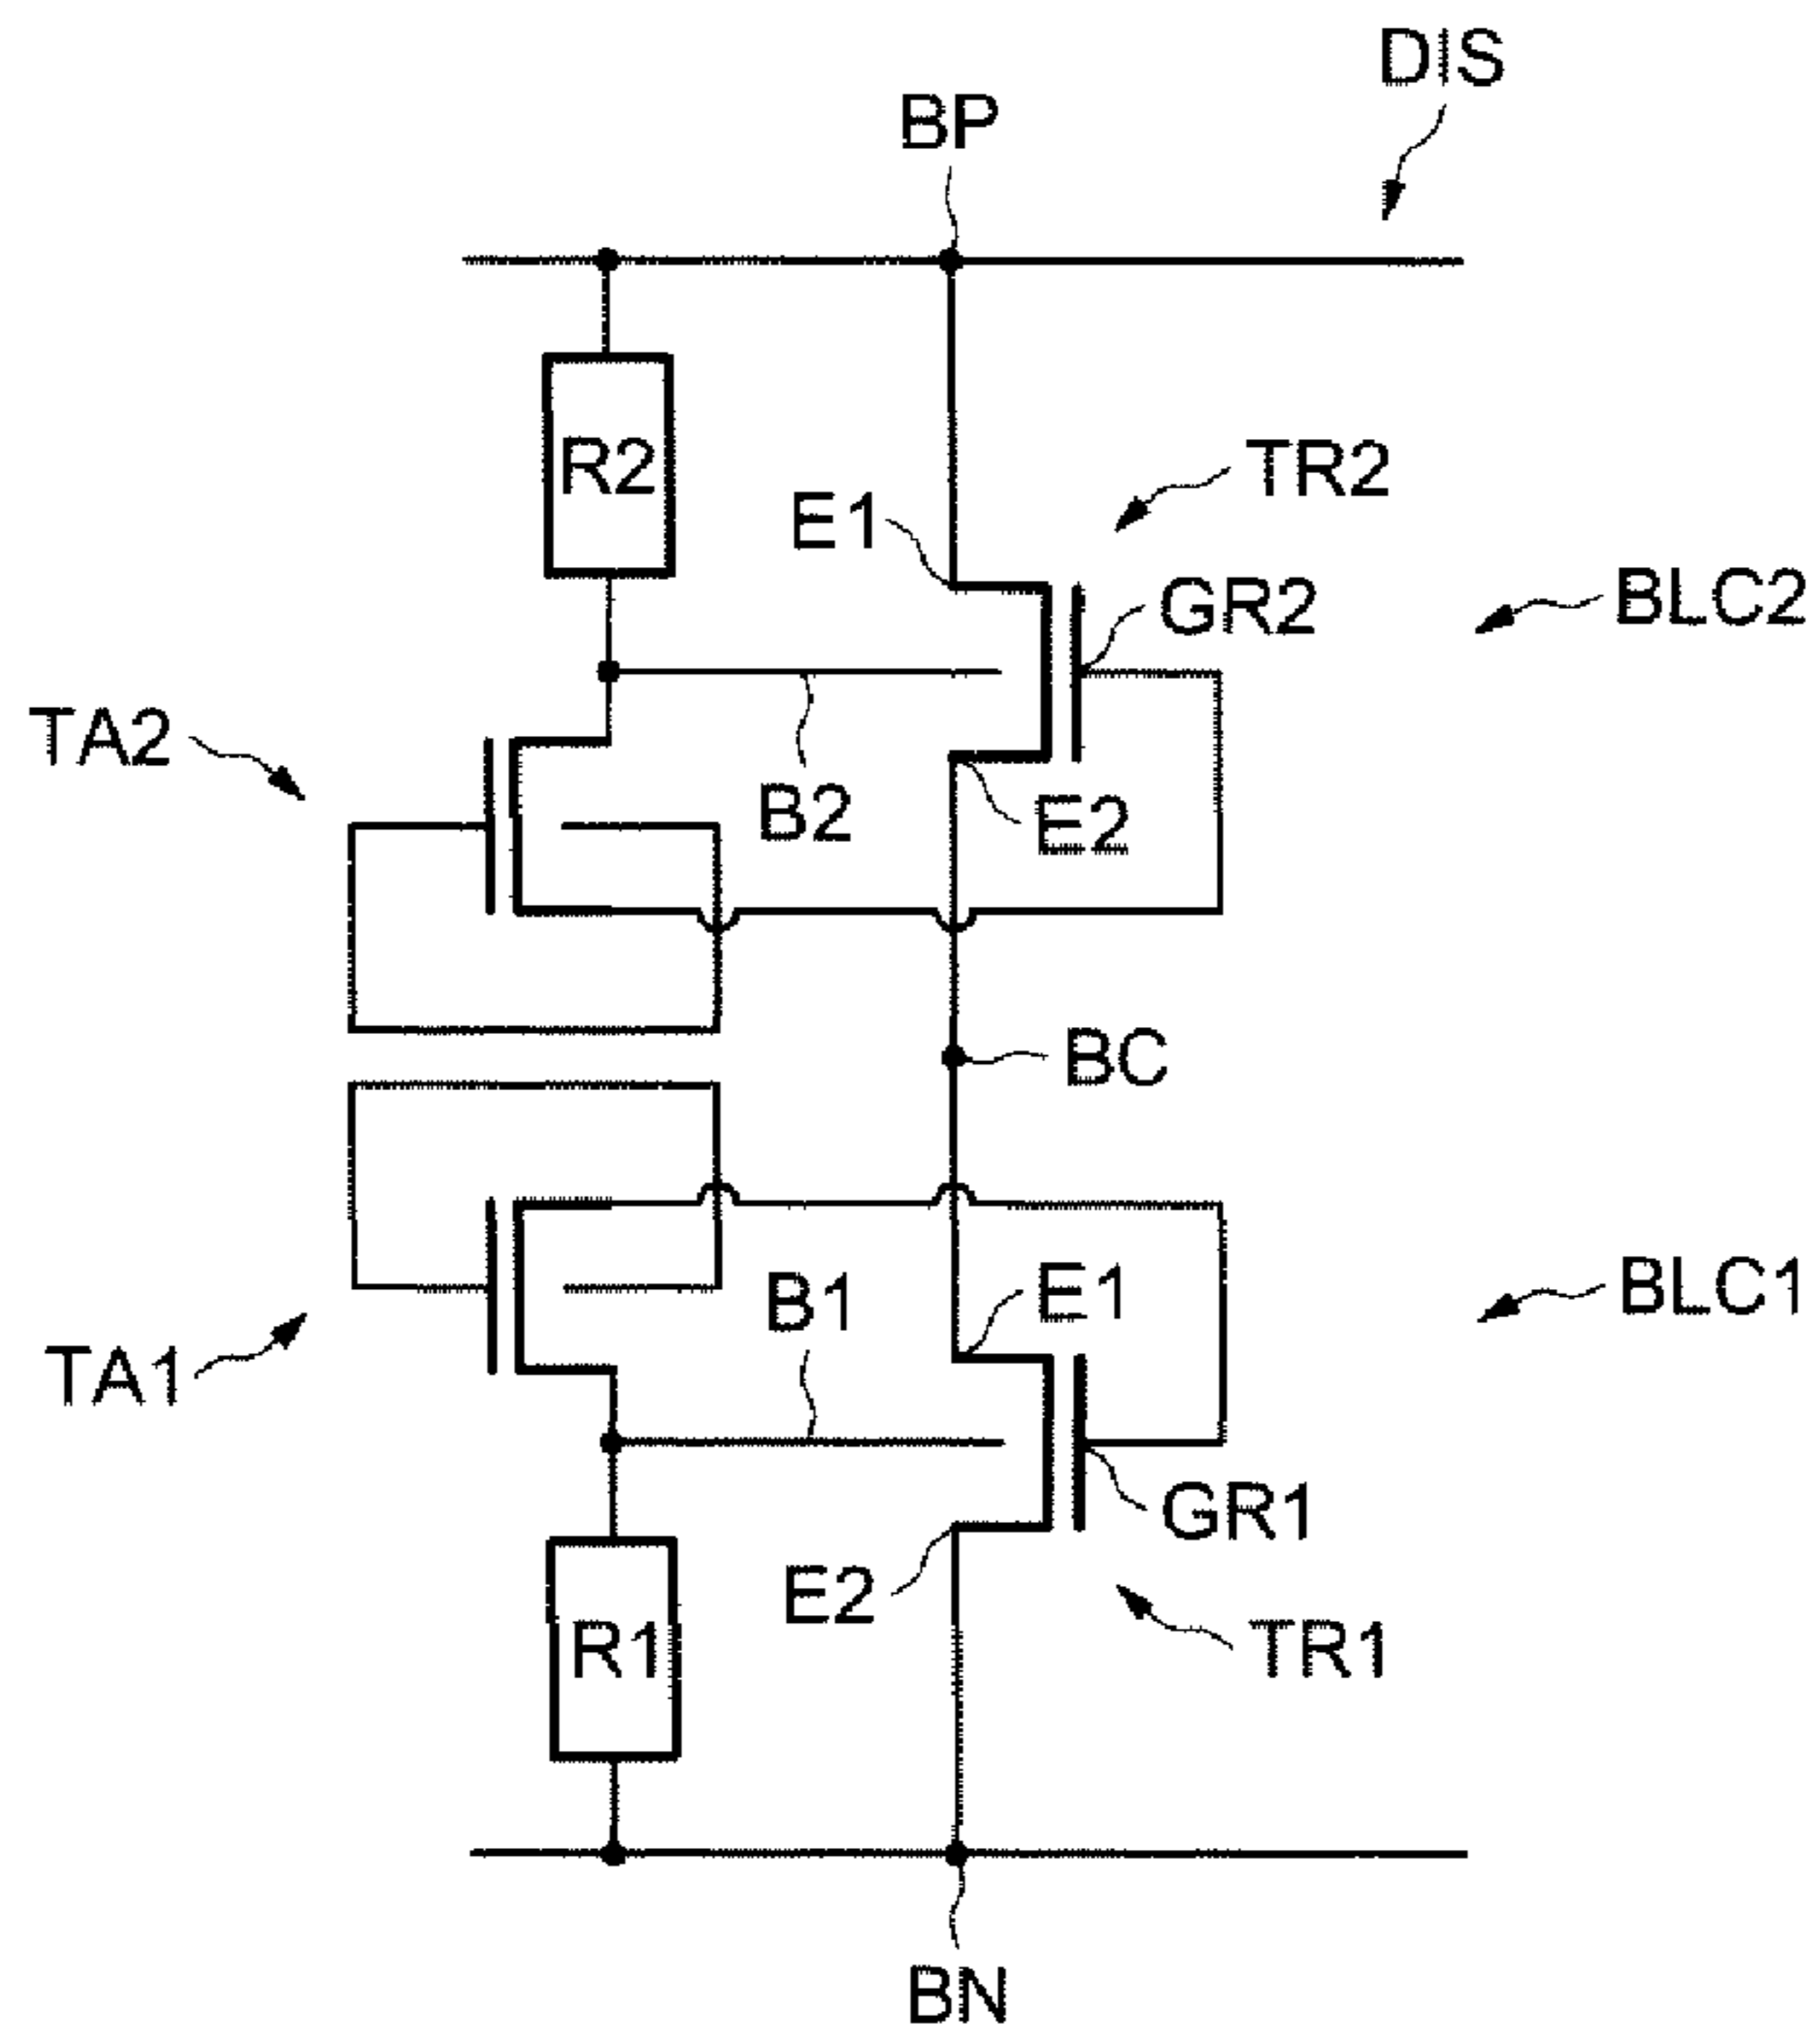 DIS
BP
R2
TR2
E1
GR2
BLC2
TA2
B2
E2
BC
B1
E1
BLC1
TA1
GR1
E2
R1
TR1
BN